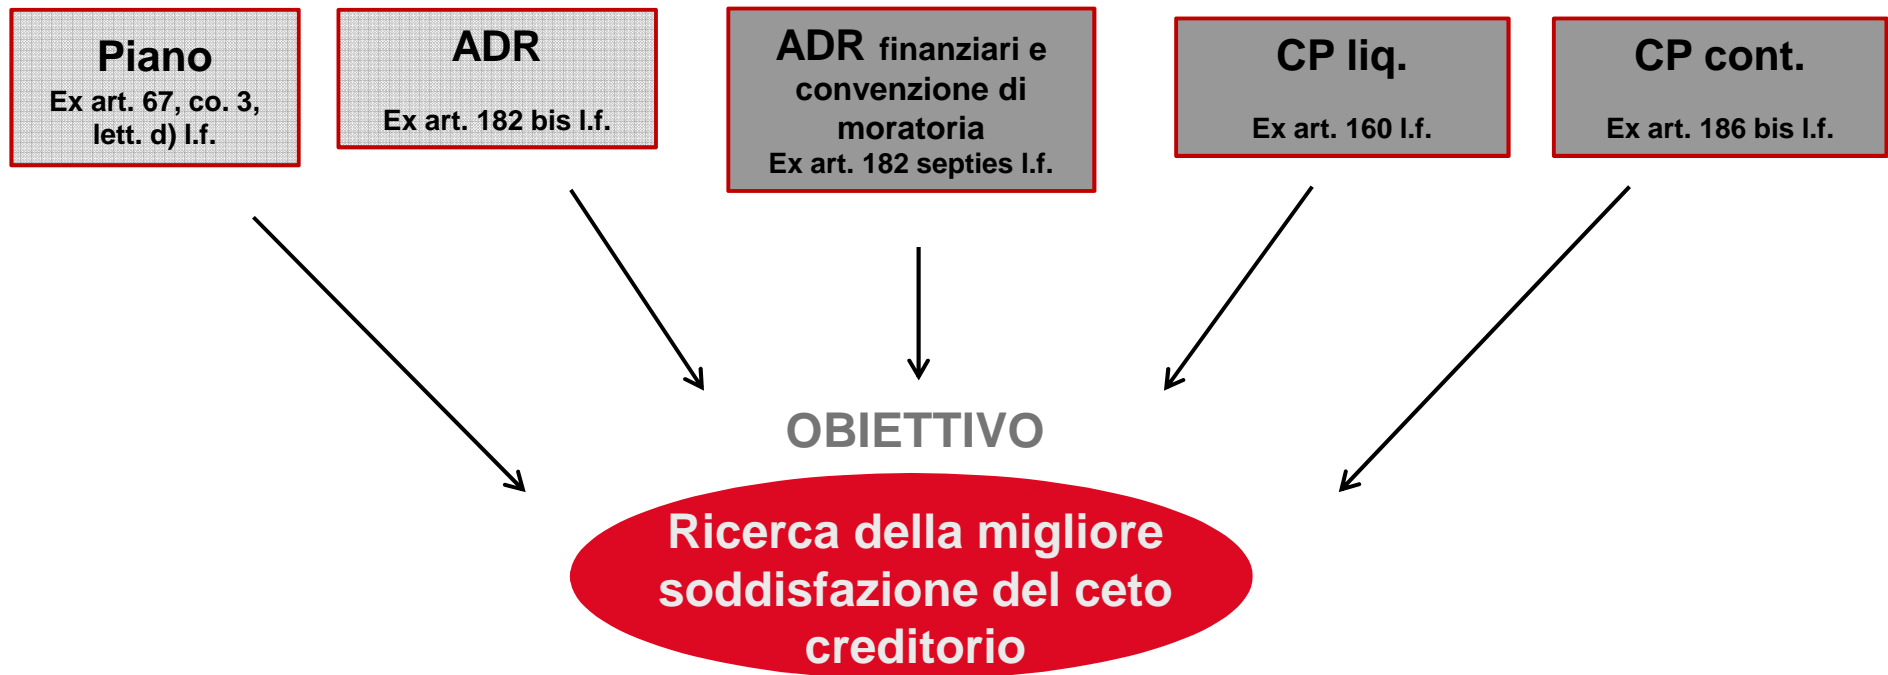 Piano
Ex art. 67, co. 3,
lett. d) l.f.
ADR
Ex art. 182 bis l.f.
ADR finanziari e
convenzione di
moratoria
Ex art. 182 septies l.f.
CP liq.
Ex art. 160 l.f.
CP cont.
Ex art. 186 bis l.f.
OBIETTIVO
Ricerca della migliore
soddisfazione del ceto
creditorio